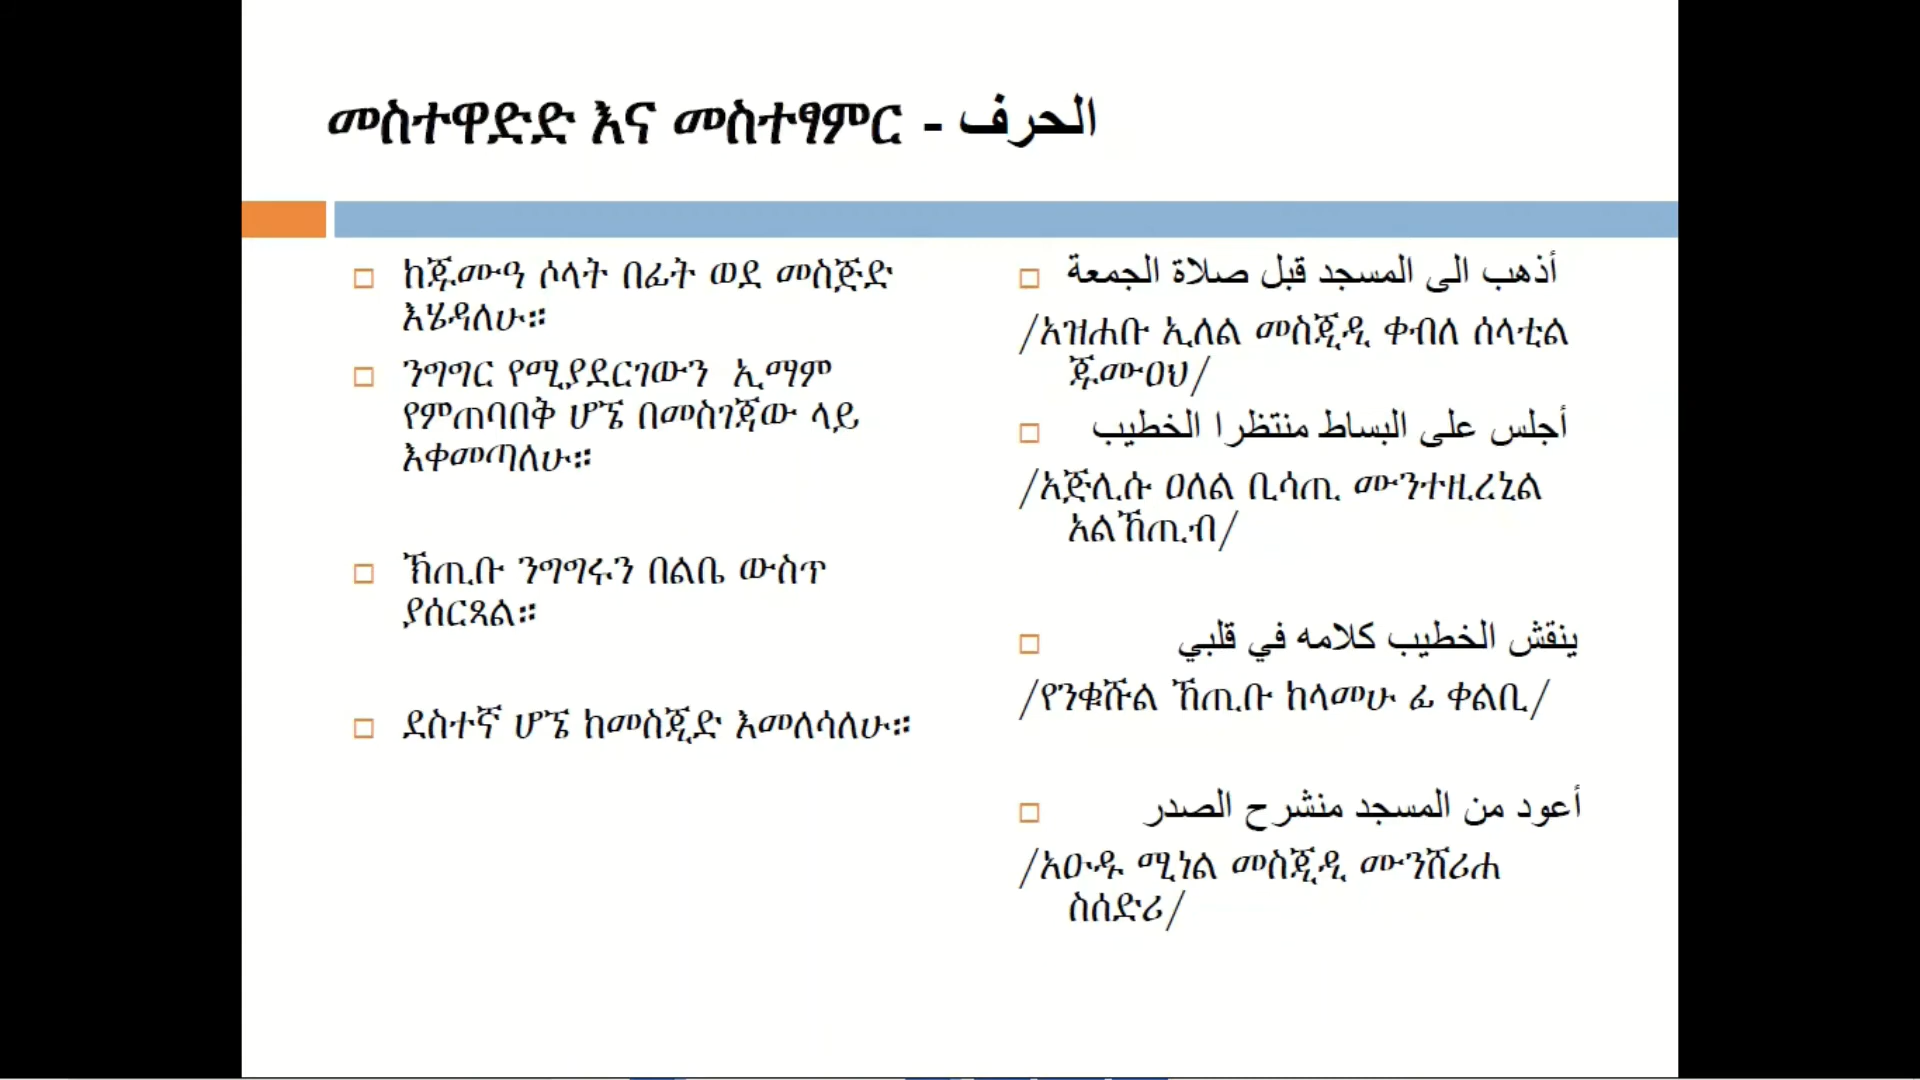 መስተዋድድ እና መስተፃምር - الحرف
ከጁሙዓ ሶላት በፊት ወደ መስጅድ
እሄዳለሁ።
ንግግር የሚያደርገውን ኢማም
የምጠባበቅ ሆኜ በመስገጃው ላይ
እቀመጣለሁ።
ኸጢቡ ንግግሩን በልቤ ውስጥ
ያሰርጻል።
ደስተኛ ሆኜ ከመስጂድ እመለሳለሁ።
أذهب الى المسجد قبل صلاة الجمعة
/አዝሐቡ ኢለል መስጂዲ ቀብለ ሰላቲል
ጁሙዐህ/
أجلس على البساط منتظرا الخطيب
/አጅሊሱ ዐለል ቢሳጢ ሙንተዚረኒል
አልኸጢብ/
ينقش الخطيب كلامه في قلبي
/የንቁሹል ኸጢቡ ከላመሁ ፊ ቀልቢ/
أعود من المسجد منشرح الصدر
/አዑዱ ሚነል መስጂዲ ሙንሸሪሐ
ስሰድሪ/